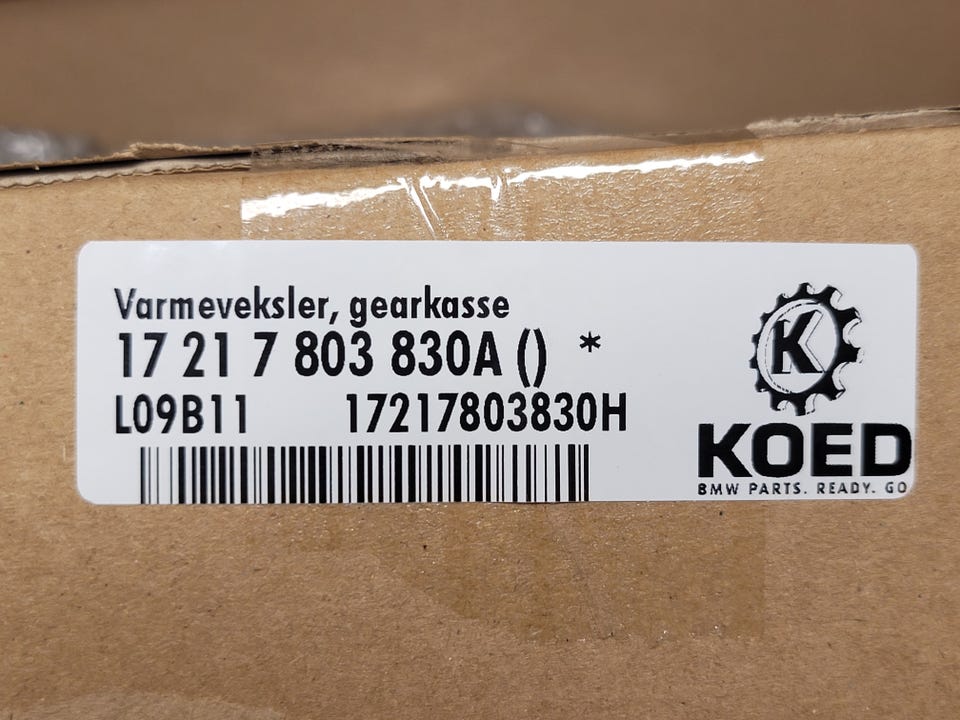 Varmeveksler, gearkasse
17 21 7 803 830A () *
L09B11 17217803830H
K
KOED
BMW PARTS. READY. GO